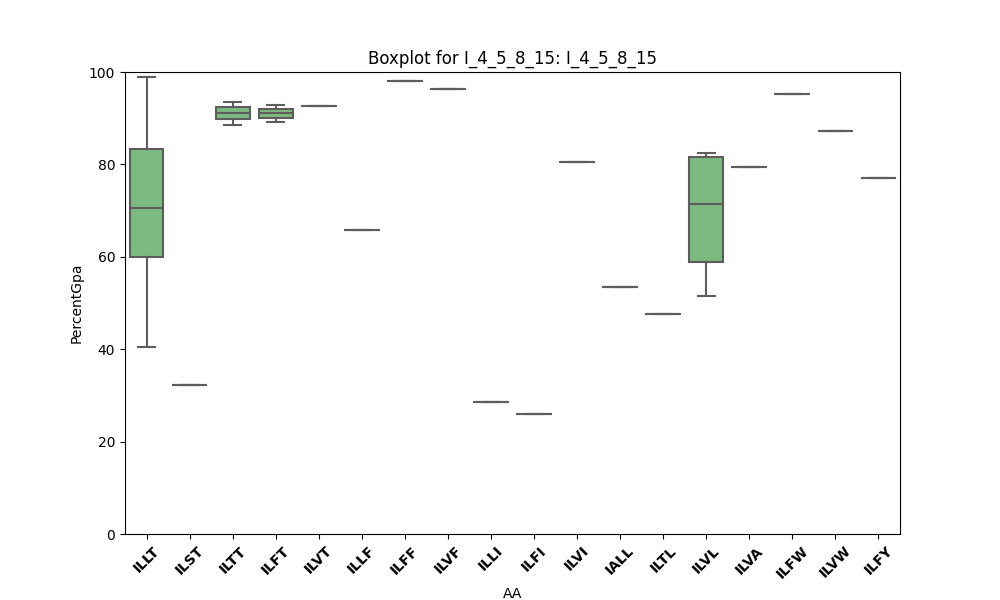 Boxplot for I_4_5_8_15: I_4_5_8_15
100
80
60
40
20
0
PercentGpa
ILLT ILST ILTT ILFT ILVT ILLF ILFF ILVF ILLI ILFI ILVI IALL ILTL ILVL ILVA ILFW ILVW ILFY
AA